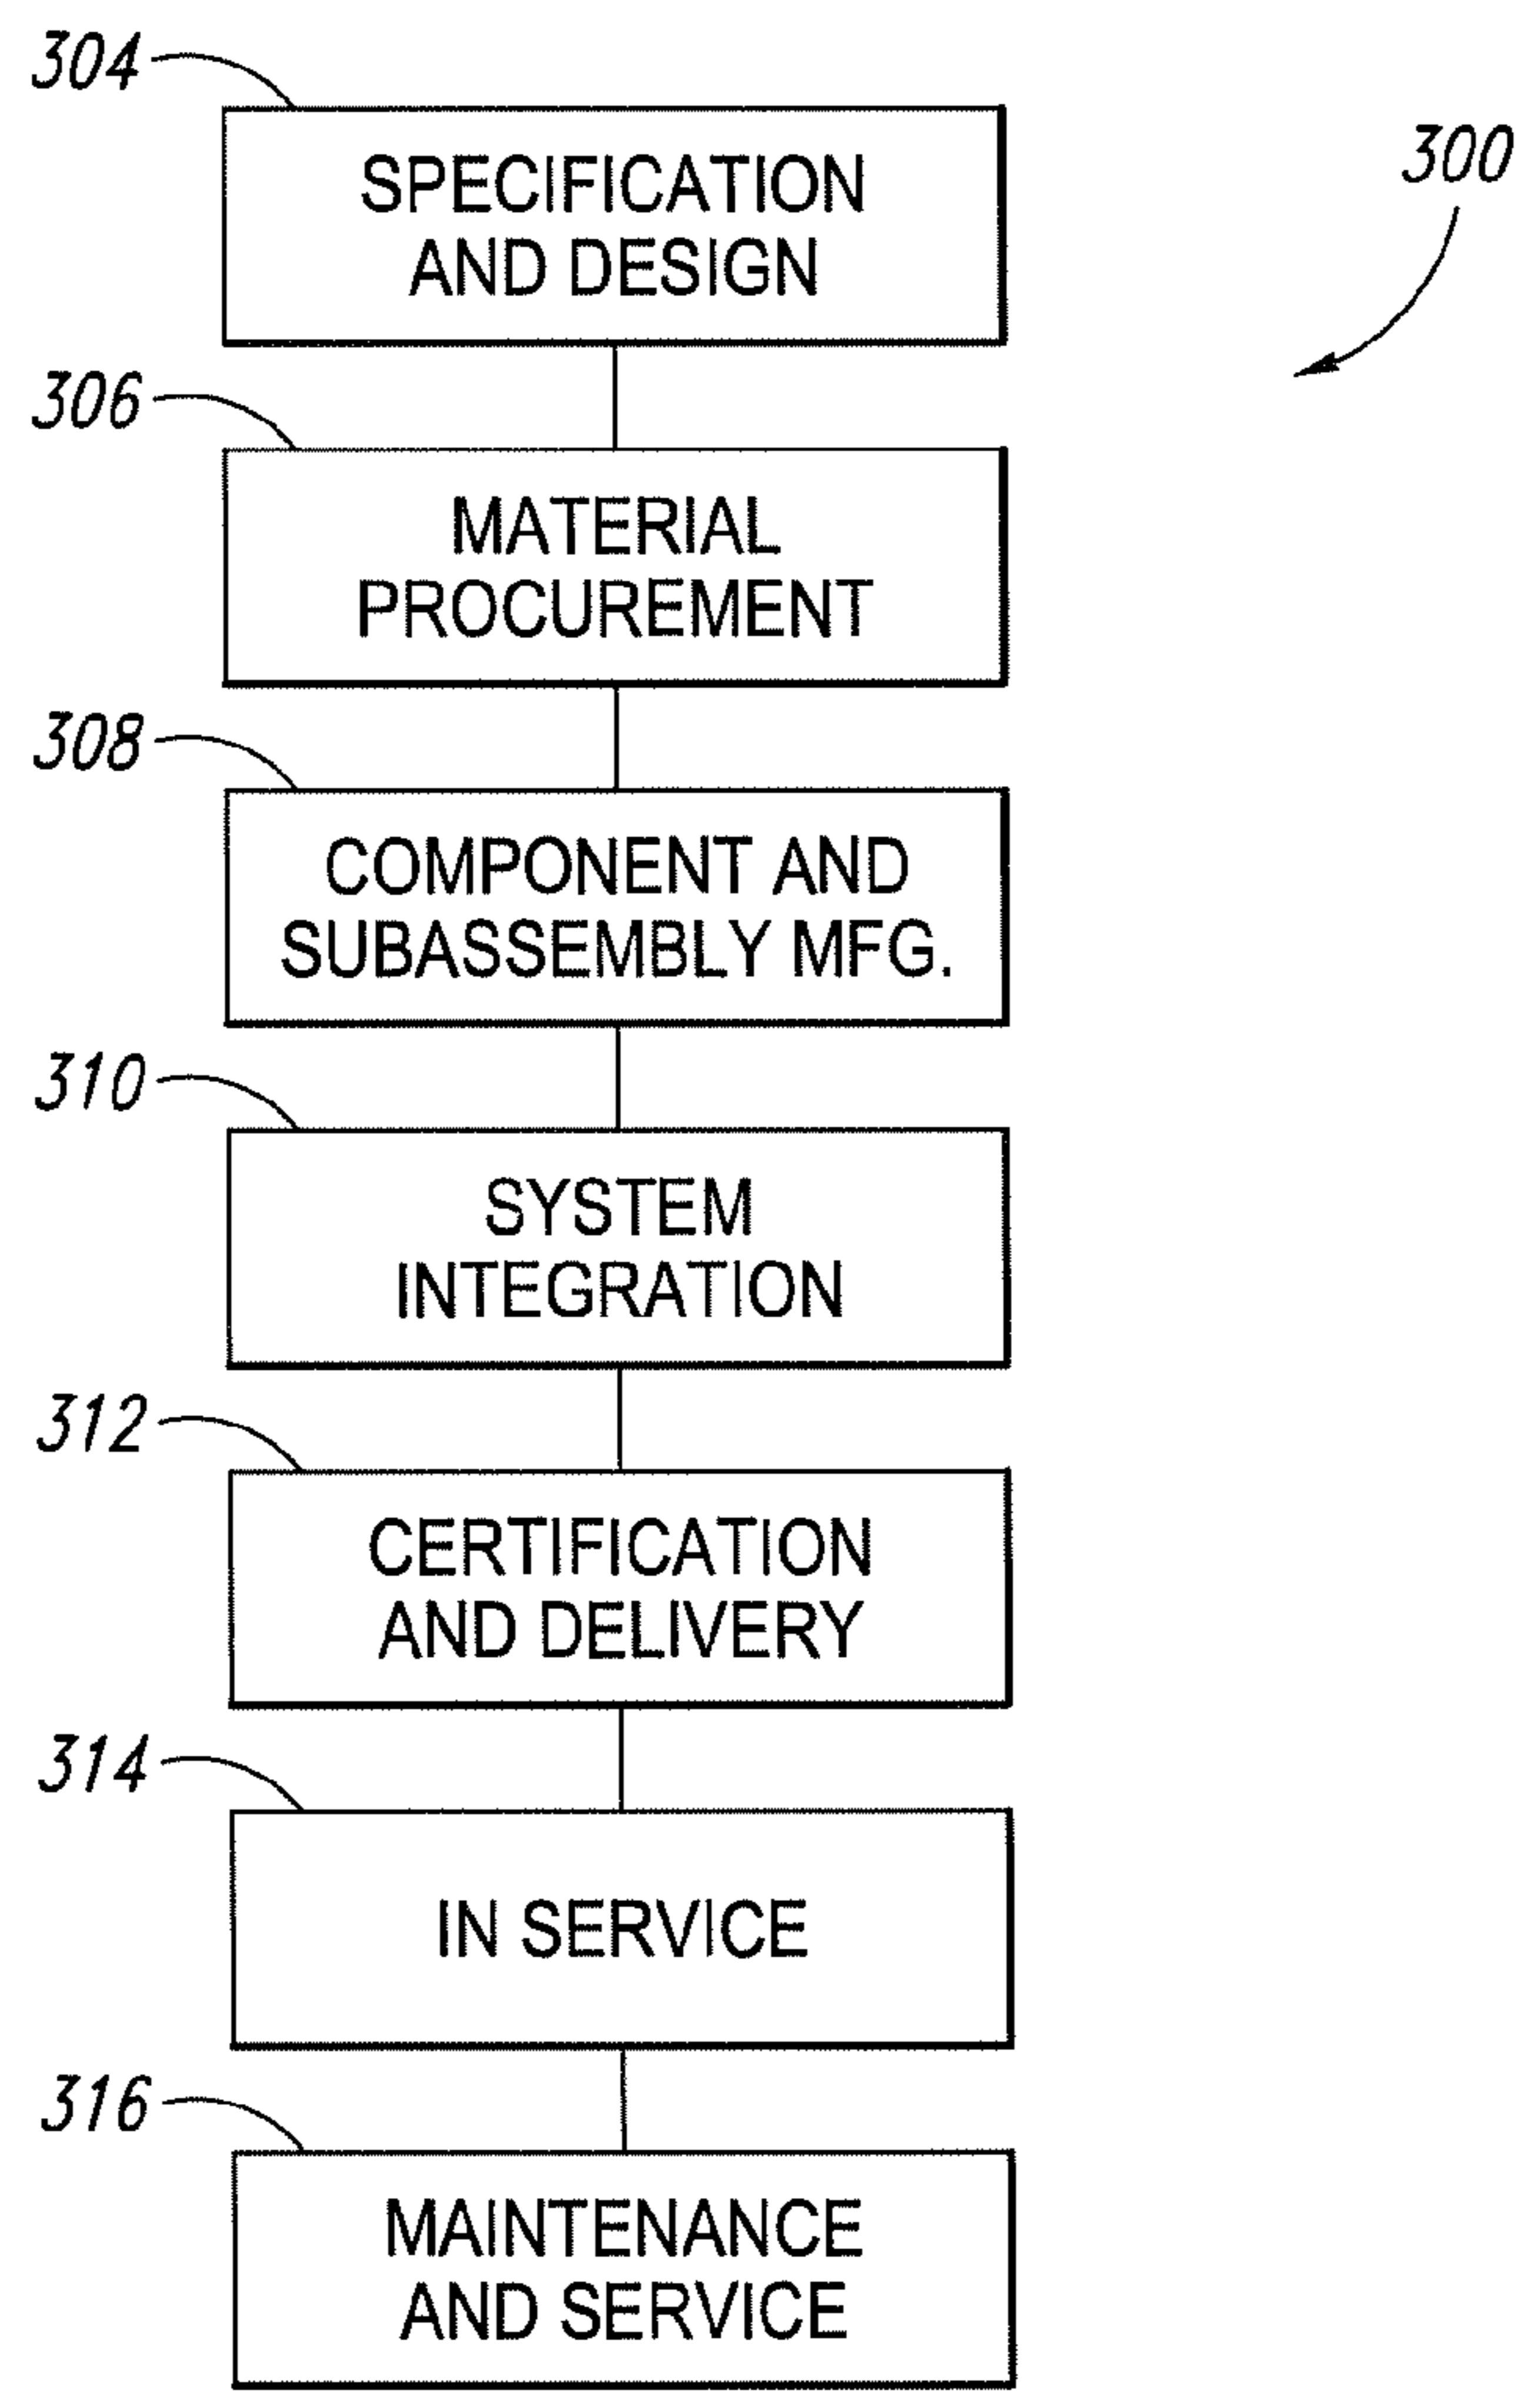 304
SPECIFICATION
AND DESIGN
300
306
MATERIAL
PROCUREMENT
308
COMPONENT AND
SUBASSEMBLY MFG.
310
SYSTEM
INTEGRATION
312
CERTIFICATION
AND DELIVERY
314
IN SERVICE
316
MAINTENANCE
AND SERVICE